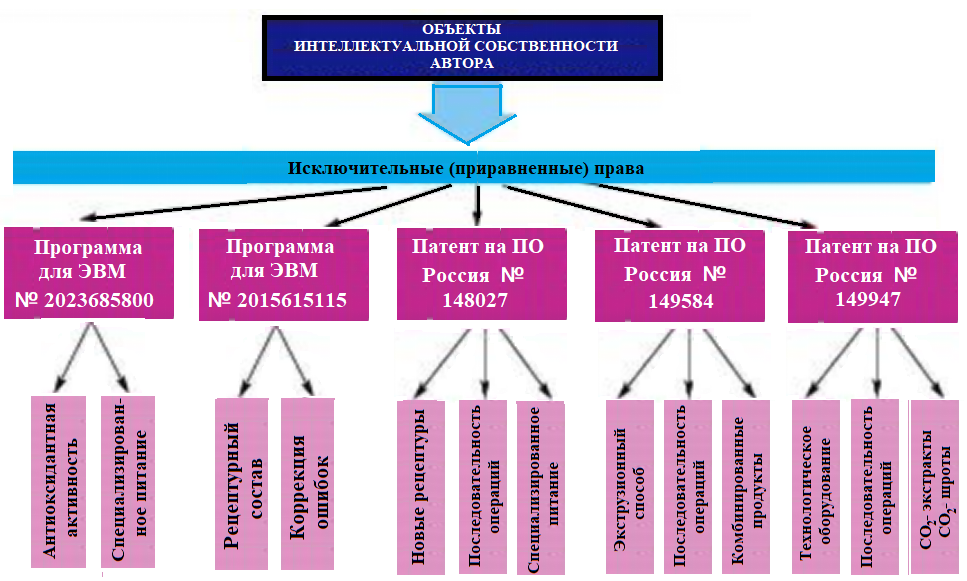 ОБЪЕКТЫ
ИНТЕЛЛЕКТУАЛЬНОЙ СОБСТВЕННОСТИ
АВТОРА
Исключительные (приравненные) права
Программа
для ЭВМ
№ 2023685800
Программа
для ЭВМ
№ 2015615115
Патент на ПО
Россия №
148027
Патент на ПО
Россия №
149584
Патент на ПО
Россия №
149947
Антиоксидантная
активность
Специализирован-
ное питание
Рецептурный
состав
Коррекция
ошибок
Новые рецептуры
Последовательность
операций
Специализированное
питание
Экструзионный
способ
Последовательность
операций
Комбинированные
продукты
Технологическое
оборудование
Последовательность
операций
СО2- экстракты
СО2- шроты